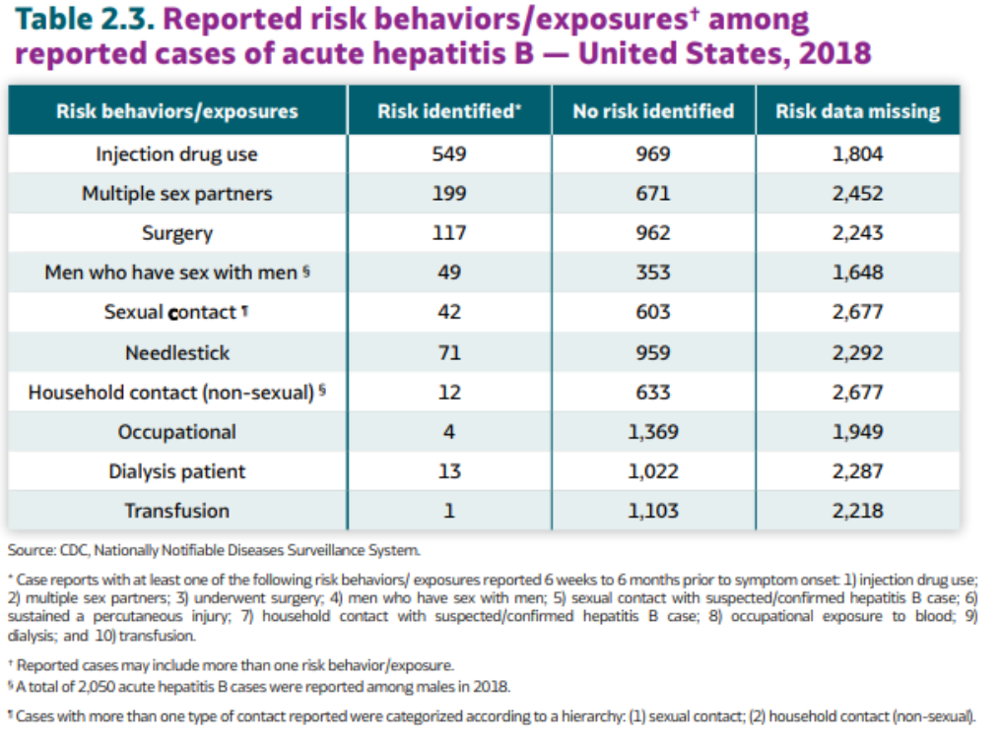 Table 2.3. Reported risk behaviors/exposures† among
reported cases of acute hepatitis B — United States, 2018
Risk behaviors/exposures Risk identified* No risk identified Risk data missing
Injection drug use 549 969 1,804
Multiple sex partners 199 671 2,452
Surgery 117 962 2,243
Men who have sex with men § 49 353 1,648
Sexual contact ¶ 42 603 2,677
Needlestick 71 959 2,292
Household contact (non-sexual) § 12 633 2,677
Occupational 4 1,369 1,949
Dialysis patient 13 1,022 2,287
Transfusion 1 1,103 2,218
Source: CDC, Nationally Notifiable Diseases Surveillance System.
* Case reports with at least one of the following risk behaviors/ exposures reported 6 weeks to 6 months prior to symptom onset: 1) injection drug use;
2) multiple sex partners; 3) underwent surgery; 4) men who have sex with men; 5) sexual contact with suspected/confirmed hepatitis B case; 6)
sustained a percutaneous injury; 7) household contact with suspected/confirmed hepatitis B case; 8) occupational exposure to blood; 9)
dialysis; and 10) transfusion.
† Reported cases may include more than one risk behavior/exposure.
§ A total of 2,050 acute hepatitis B cases were reported among males in 2018.
¶ Cases with more than one type of contact reported were categorized according to a hierarchy: (1) sexual contact; (2) household contact (non-sexual).